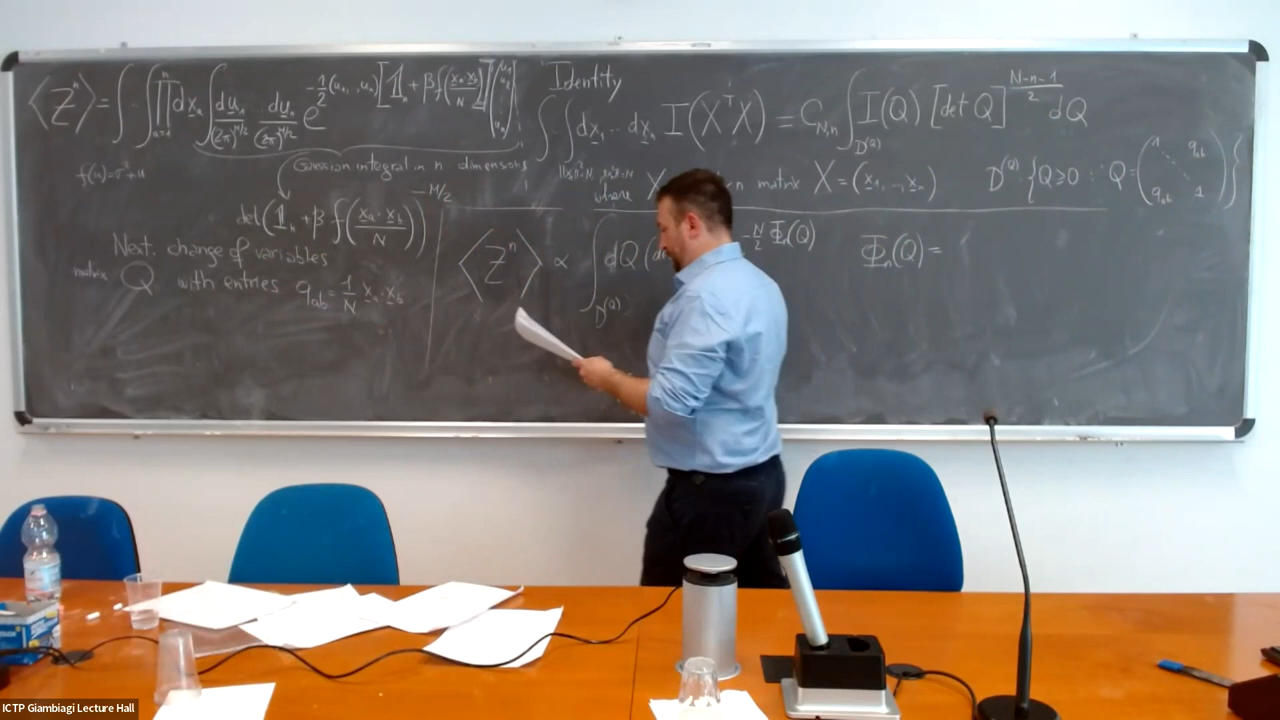 ⟨Z^n⟩ = ∫...∫ ∏_{a=1}^{n} dx_a ∫ du_1/(2π)^{M/2} ... du_n/(2π)^{M/2} e^{-1/2 (u_1,..,u_n) [1_n + β f(x_a·x_b/N)] (u_1 u_2 ... u_n)}
f(u)=σ²+u
Gaussian integral in n dimensions
det(1_n + β f(x_a·x_b/N))^{-M/2}
Next, change of variables
matrix Q with entries q_ab = 1/N x_a·x_b
Identity
∫...∫ dx_1...dx_n I(X^T X) = C_{N,n} ∫_{D^(Q)} I(Q) [det Q]^{(N-n-1)/2} dQ
where X n matrix X = (x_1,..,x_n) D^(Q): {Q ≥ 0 : Q = (1 q_ab q_ab 1)}
⟨Z^n⟩ ∝ ∫_{D^(Q)} dQ ( -N/2 Φ_n(Q) Φ_n(Q) =
ICTP Giambiagi Lecture Hall